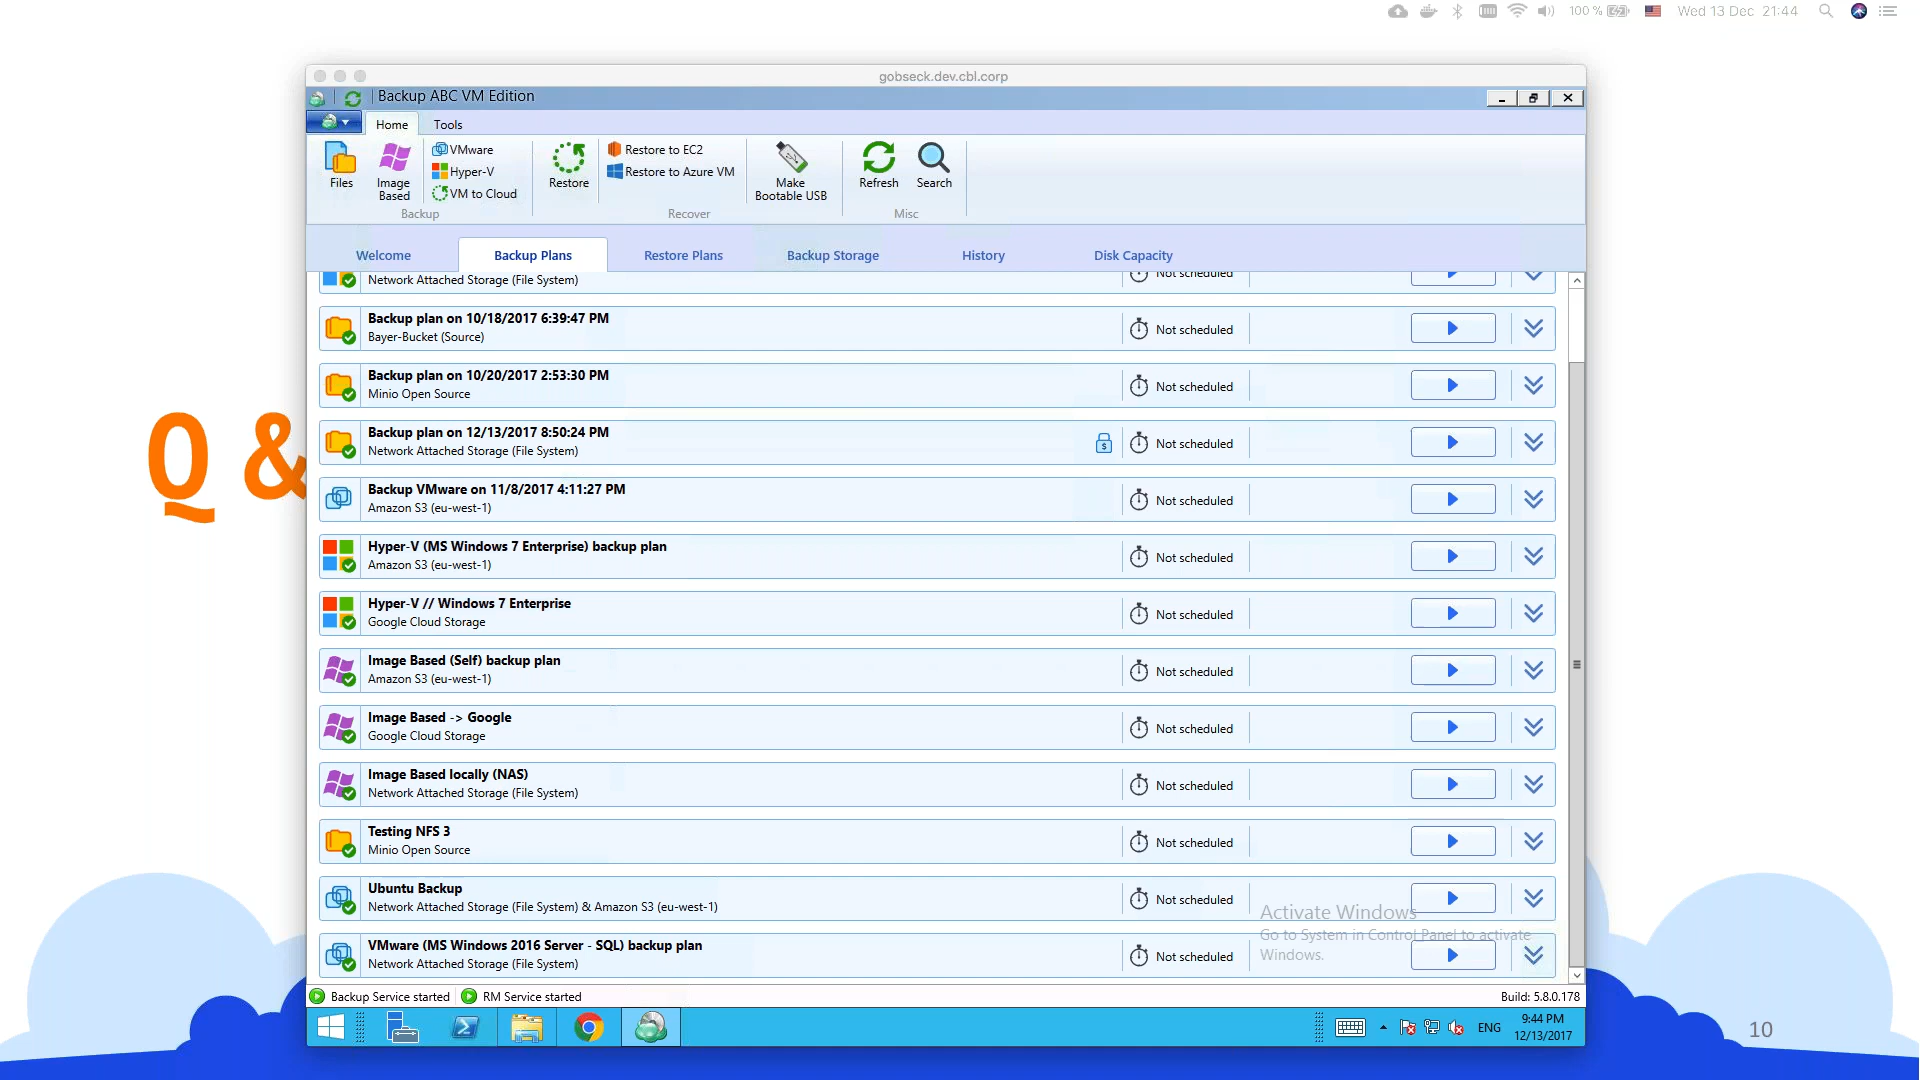 100 %
Wed 13 Dec 21:44
gobseck.dev.cbl.corp
Backup ABC VM Edition
Home
Tools
Files
Image
Based
VMware
Hyper-V
VM to Cloud
Backup
Restore
Restore to EC2
Restore to Azure VM
Recover
Make
Bootable USB
Refresh
Search
Misc
Welcome
Backup Plans
Restore Plans
Backup Storage
History
Disk Capacity
Network Attached Storage (File System)
Not scheduled
Backup plan on 10/18/2017 6:39:47 PM
Bayer-Bucket (Source)
Not scheduled
Backup plan on 10/20/2017 2:53:30 PM
Minio Open Source
Not scheduled
Q &
Backup plan on 12/13/2017 8:50:24 PM
Network Attached Storage (File System)
$
Not scheduled
Backup VMware on 11/8/2017 4:11:27 PM
Amazon S3 (eu-west-1)
Not scheduled
Hyper-V (MS Windows 7 Enterprise) backup plan
Amazon S3 (eu-west-1)
Not scheduled
Hyper-V // Windows 7 Enterprise
Google Cloud Storage
Not scheduled
Image Based (Self) backup plan
Amazon S3 (eu-west-1)
Not scheduled
Image Based -> Google
Google Cloud Storage
Not scheduled
Image Based locally (NAS)
Network Attached Storage (File System)
Not scheduled
Testing NFS 3
Minio Open Source
Not scheduled
Ubuntu Backup
Network Attached Storage (File System) & Amazon S3 (eu-west-1)
Not scheduled
VMware (MS Windows 2016 Server - SQL) backup plan
Network Attached Storage (File System)
Not scheduled
Activate Windows
Go to System in Control Panel to activate
Windows.
Backup Service started
RM Service started
Build: 5.8.0.178
ENG
9:44 PM
12/13/2017
10